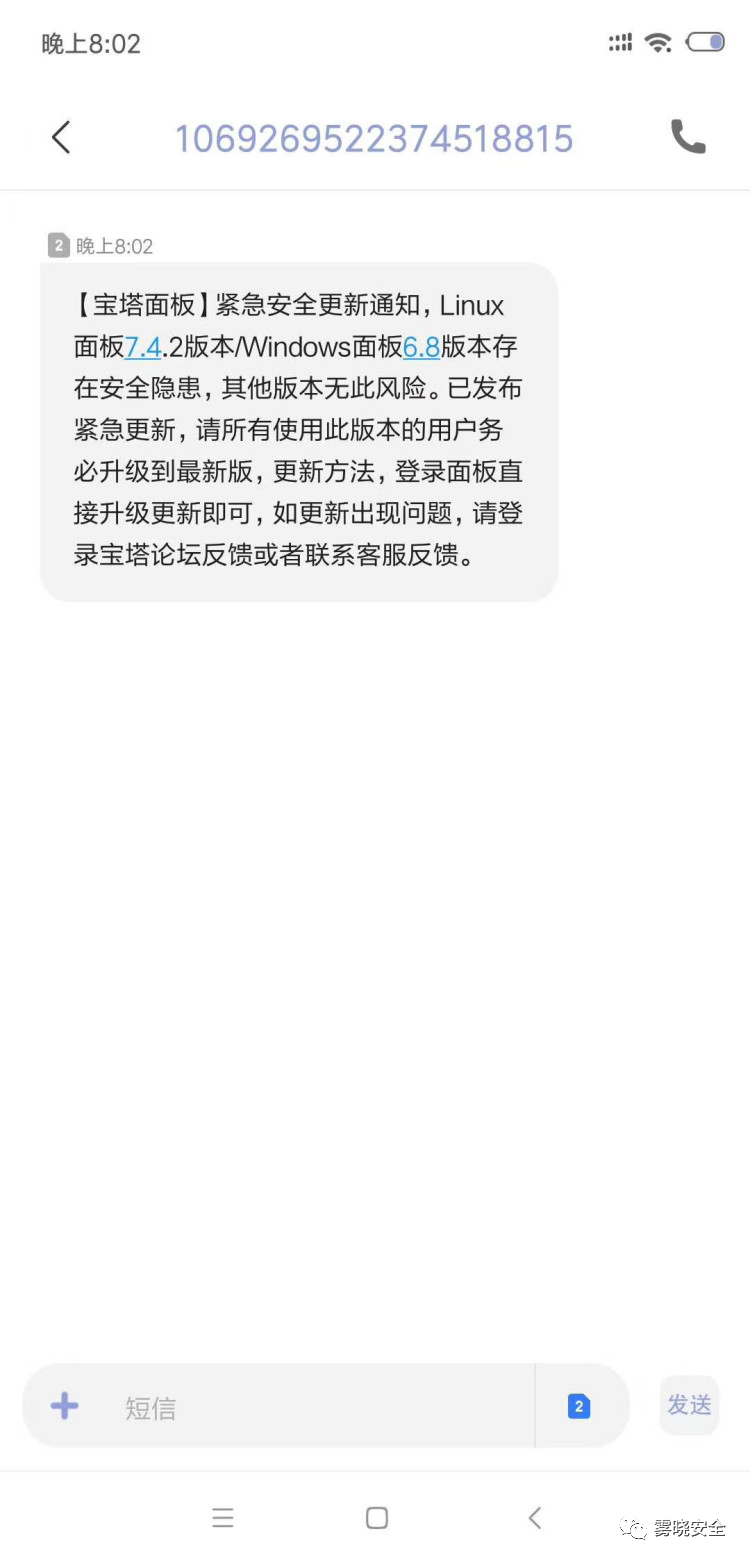 晚上8:02
1069269522374518815
2 晚上8:02
【宝塔面板】紧急安全更新通知，Linux
面板7.4.2版本/Windows面板6.8版本存
在安全隐患，其他版本无此风险。已发布
紧急更新，请所有使用此版本的用户务
必升级到最新版，更新方法，登录面板直
接升级更新即可，如更新出现问题，请登
录宝塔论坛反馈或者联系客服反馈。
短信
2
发送
雾晓安全